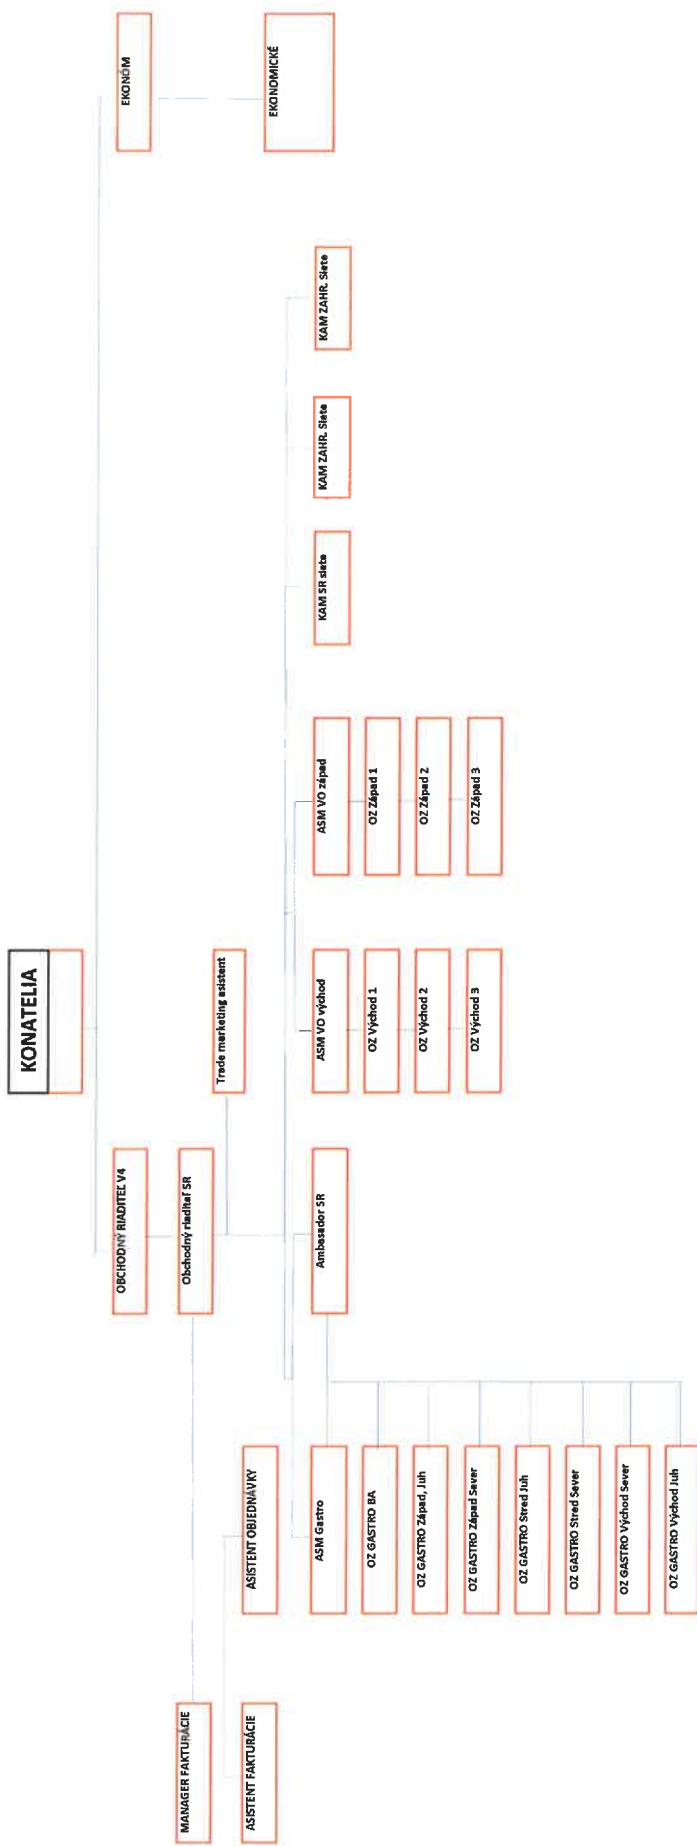 KONATELIA
OBCHODNÝ RIADITEĽ V4
EKONÓM
MANAGER FAKTURÁCIE
Obchodný riaditeľ SR
Trade marketing asistent
EKONOMICKÉ
ASISTENT FAKTURÁCIE
ASISTENT OBJEDNÁVKY
ASM Gastro
Ambasador SR
ASM VO východ
ASM VO západ
KAM SR siete
KAM ZAHR. Siete
KAM ZAHR. Siete
OZ GASTRO BA
OZ Východ 1
OZ Západ 1
OZ GASTRO Západ, Juh
OZ Východ 2
OZ Západ 2
OZ GASTRO Západ Sever
OZ Východ 3
OZ Západ 3
OZ GASTRO Stred Juh
OZ GASTRO Stred Sever
OZ GASTRO Východ Sever
OZ GASTRO Východ Juh